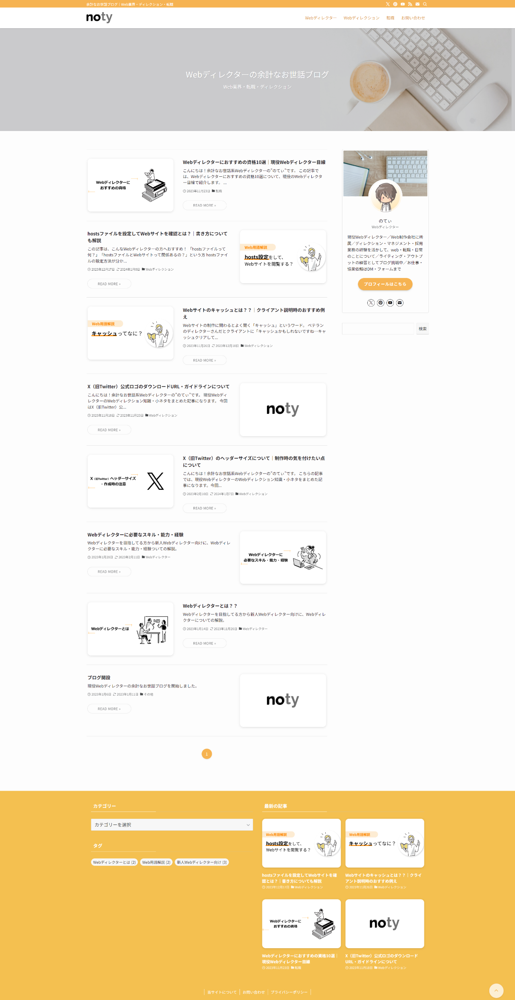 余計なお世話ブログ｜Web業界・ディレクション・転職
noty
Webディレクター
Webディレクション
転職
お問い合わせ
Webディレクターの余計なお世話ブログ
Web業界・転職・ディレクション
Webディレクターに
おすすめの資格
Webディレクターにおすすめの資格10選｜現役Webディレクター目線
こんにちは！余計なお世話系Webディレクターの”のてぃ”です。 この記事で
は、Webディレクターにおすすめの資格10選について、現役のWebディレクタ
ー目線で紹介します。 ...
2023年11月23日 転職
READ MORE »
hostsファイルを設定してWebサイトを確認とは？｜書き方について
も解説
この記事は、こんなWebディレクターの方へおすすめ！ 「hostsファイルって
何？」「hostsファイルとWebサイトって関係あるの？」という方 hostsファイ
ルの設定方法が分か...
2023年12月17日 2024年1月8日 Webディレクション
READ MORE »
Web用語解説
hosts設定をして、
Webサイトを閲覧する？
Web用語解説
キャッシュってなに？
Webサイトのキャッシュとは？？｜クライアント説明時のおすすめ例
え
Webサイトの制作に関わるとよく聞く「キャッシュ」というワード。 ベテラン
のディレクターさんだとクライアントに「キャッシュかもしれないですね…キャ
ッシュクリアして...
2023年11月26日 2023年12月10日 Webディレクション
READ MORE »
X（旧Twitter）公式ロゴのダウンロードURL・ガイドラインについて
こんにちは！余計なお世話系Webディレクターの”のてぃ”です。 現役Webディ
レクターのWebディレクション知識・小ネタをまとめた記事になります。 今回
はX（旧Twitter）公...
2023年11月18日 2023年11月23日 Webディレクション
READ MORE »
noty
X（旧Twitter）ヘッダーサイズ
・作成時の注意
X（旧Twitter）のヘッダーサイズについて｜制作時の気を付けたい点
について
こんにちは！余計なお世話系Webディレクターの”のてぃ”です。 こちらの記事
では、現役WebディレクターのWebディレクション知識・小ネタをまとめた記
事になります。今回...
2023年2月10日 2024年1月7日 Webディレクション
READ MORE »
Webディレクターに必要なスキル・能力・経験
Webディレクターを目指してる方から新人Webディレクター向けに、Webディレ
クターに必要なスキル・能力・経験ついての解説。
2023年1月28日 2023年2月11日 Webディレクター
READ MORE »
Webディレクターに
必要なスキル・能力・経験
Webディレクターとは
Webディレクターとは？？
Webディレクターを目指してる方から新人Webディレクター向けに、Webディレ
クターについての解説。
2023年1月14日 2023年11月26日 Webディレクター
READ MORE »
ブログ開設
現役Webディレクターの余計なお世話ブログを開始しました。
2023年1月6日 2023年1月11日 その他
READ MORE »
noty
1
のてぃ
Webディレクター
現役Webディレクター／Web制作会社に所
属／ディレクション・マネジメント・採用
業務の経験を活かして、web・転職・日常
のことについて／ライティング・アウトプ
ットの練習としてブログ挑戦中／お仕事・
協業依頼はDM・フォームまで
プロフィールはこちら
検索
カテゴリー
カテゴリーを選択
タグ
Webディレクターとは (2)
Web用語解説 (2)
新人Webディレクター向け (3)
最新の記事
Web用語解説
hosts設定をして、
Webサイトを閲覧する？
hostsファイルを設定してWebサイトを確
認とは？｜書き方についても解説
2023年12月17日 Webディレクション
Web用語解説
キャッシュってなに？
Webサイトのキャッシュとは？？｜クライ
アント説明時のおすすめ例え
2023年11月26日 Webディレクション
Webディレクターに
おすすめの資格
Webディレクターにおすすめの資格10選｜
現役Webディレクター目線
2023年11月23日 転職
noty
X（旧Twitter）公式ロゴのダウンロード
URL・ガイドラインについて
2023年11月18日 Webディレクション
当サイトについて
お問い合わせ
プライバシーポリシー